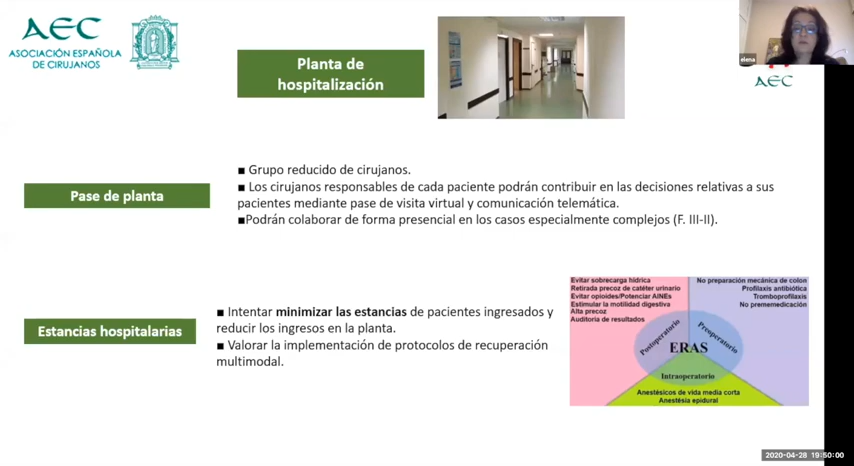 AEC
ASOCIACIÓN ESPAÑOLA
DE CIRUJANOS
Planta de
hospitalización
elena
AEC
Pase de planta
■ Grupo reducido de cirujanos.
■ Los cirujanos responsables de cada paciente podrán contribuir en las decisiones relativas a sus
pacientes mediante pase de visita virtual y comunicación telemática.
■Podrán colaborar de forma presencial en los casos especialmente complejos (F. III-II).
Estancias hospitalarias
■ Intentar minimizar las estancias de pacientes ingresados y
reducir los ingresos en la planta.
■ Valorar la implementación de protocolos de recuperación
multimodal.
Evitar sobrecarga hídrica
Retirada precoz de catéter urinario
Evitar opioides/Potenciar AINEs
Estimular la motilidad digestiva
Alta precoz
Auditoría de resultados
No preparación mecánica de colon
Profilaxis antibiótica
Tromboprofilaxis
No prememedicación
Postoperatorio
Preoperatorio
ERAS
Intraoperatorio
Anestésicos de vida media corta
Anestésia epidural
2020-04-28 19:50:00